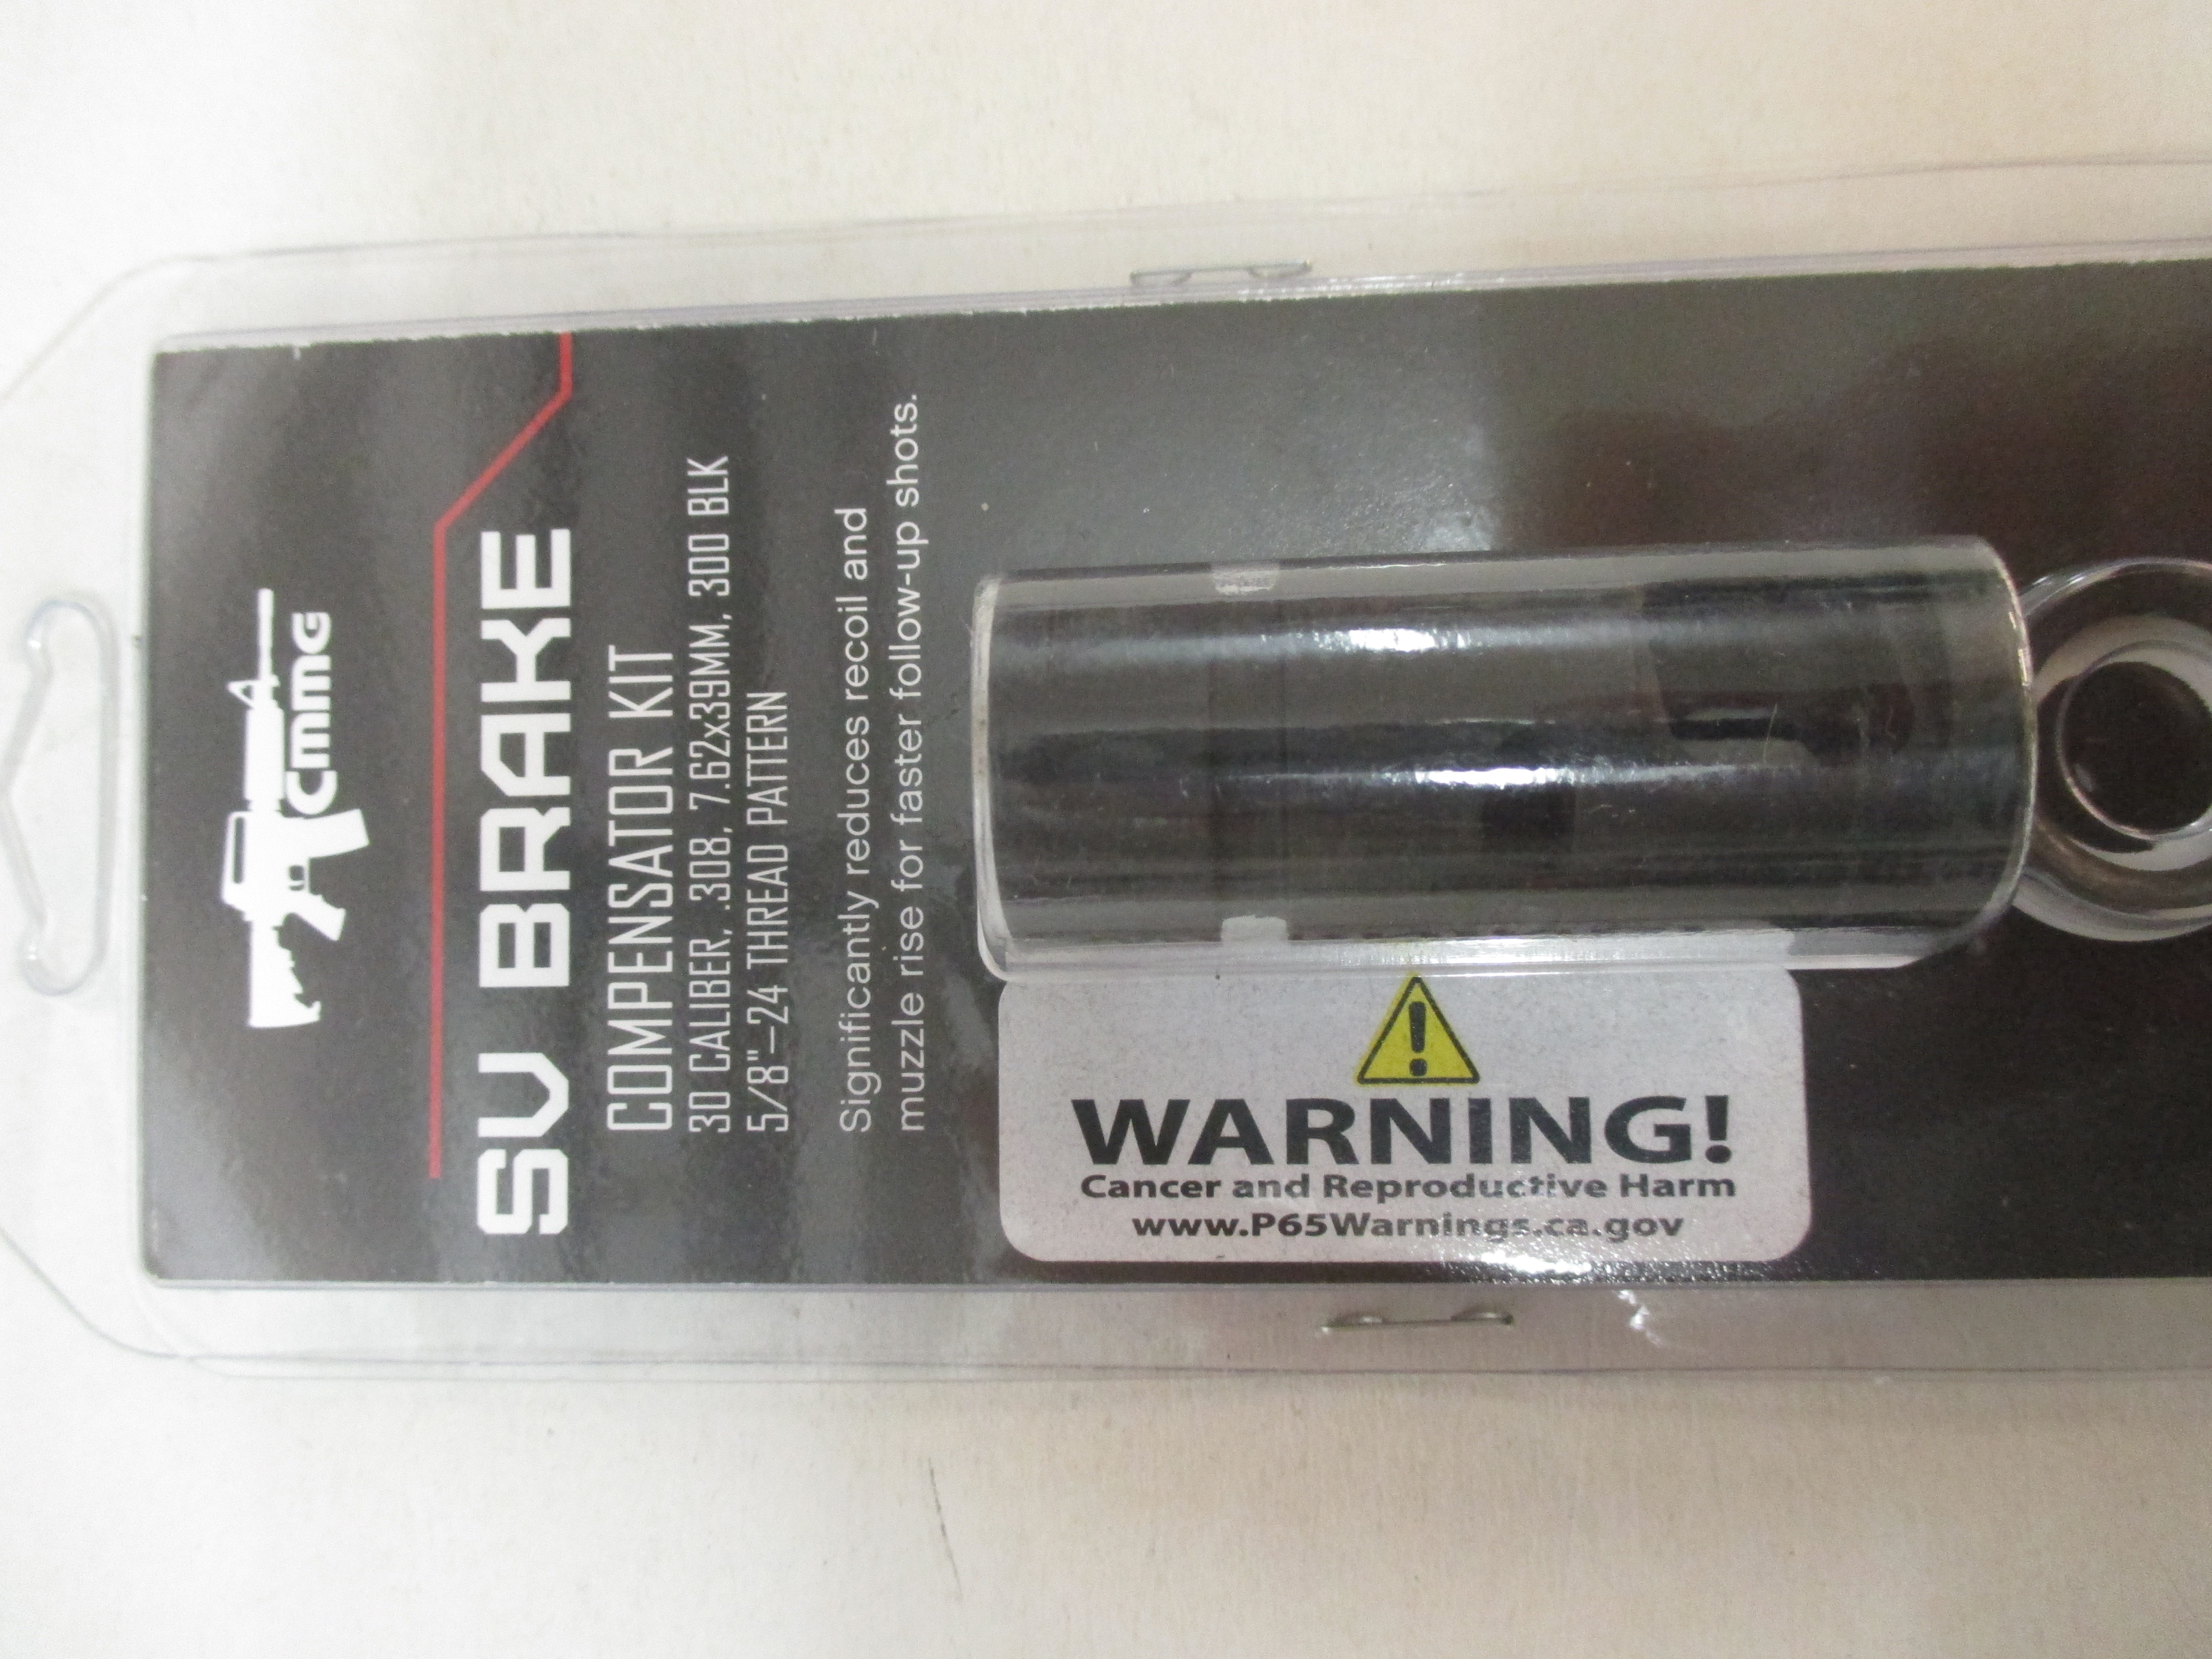 CMMG
SV BRAKE
COMPENSATOR KIT
30 CALIBER, .308, 7.62x39MM, 300 BLK
5/8"–24 THREAD PATTERN
Significantly reduces recoil and
muzzle rise for faster follow-up shots.
WARNING!
Cancer and Reproductive Harm
www.P65Warnings.ca.gov